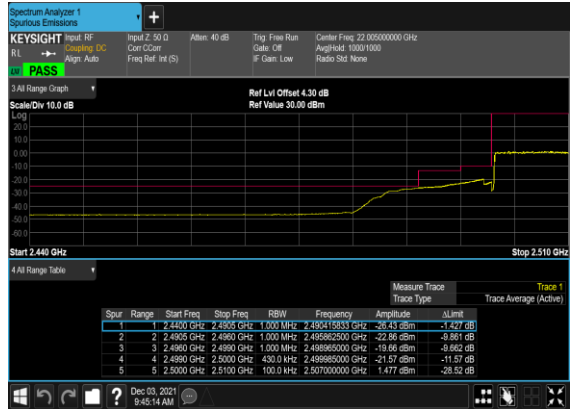 Spectrum Analyzer 1
Spurious Emissions
+
KEYSIGHT Input: RF Input Z: 50 Ω Atten: 40 dB Trig: Free Run Center Freq: 22.005000000 GHz
RL Coupling: DC Corr CCorr Gate: Off Avg|Hold: 1000/1000
Align: Auto Freq Ref: Int (S) IF Gain: Low Radio Std: None
PASS
3 All Range Graph
Ref Lvl Offset 4.30 dB
Scale/Div 10.0 dB Ref Value 30.00 dBm
Log
20.0
10.0
0.00
-10.0
-20.0
-30.0
-40.0
-50.0
-60.0
Start 2.440 GHz Stop 2.510 GHz
4 All Range Table
Measure Trace Trace 1
Trace Type Trace Average (Active)
Spur Range Start Freq Stop Freq RBW Frequency Amplitude ΔLimit
1 1 2.4400 GHz 2.4905 GHz 1.000 MHz 2.490415833 GHz -26.43 dBm -1.427 dB
2 2 2.4905 GHz 2.4960 GHz 1.000 MHz 2.495862500 GHz -22.86 dBm -9.861 dB
3 3 2.4960 GHz 2.4990 GHz 1.000 MHz 2.498965000 GHz -19.66 dBm -9.662 dB
4 4 2.4990 GHz 2.5000 GHz 430.0 kHz 2.499985000 GHz -21.57 dBm -11.57 dB
5 5 2.5000 GHz 2.5100 GHz 100.0 kHz 2.507000000 GHz 1.477 dBm -28.52 dB
?
Dec 03, 2021
9:45:14 AM